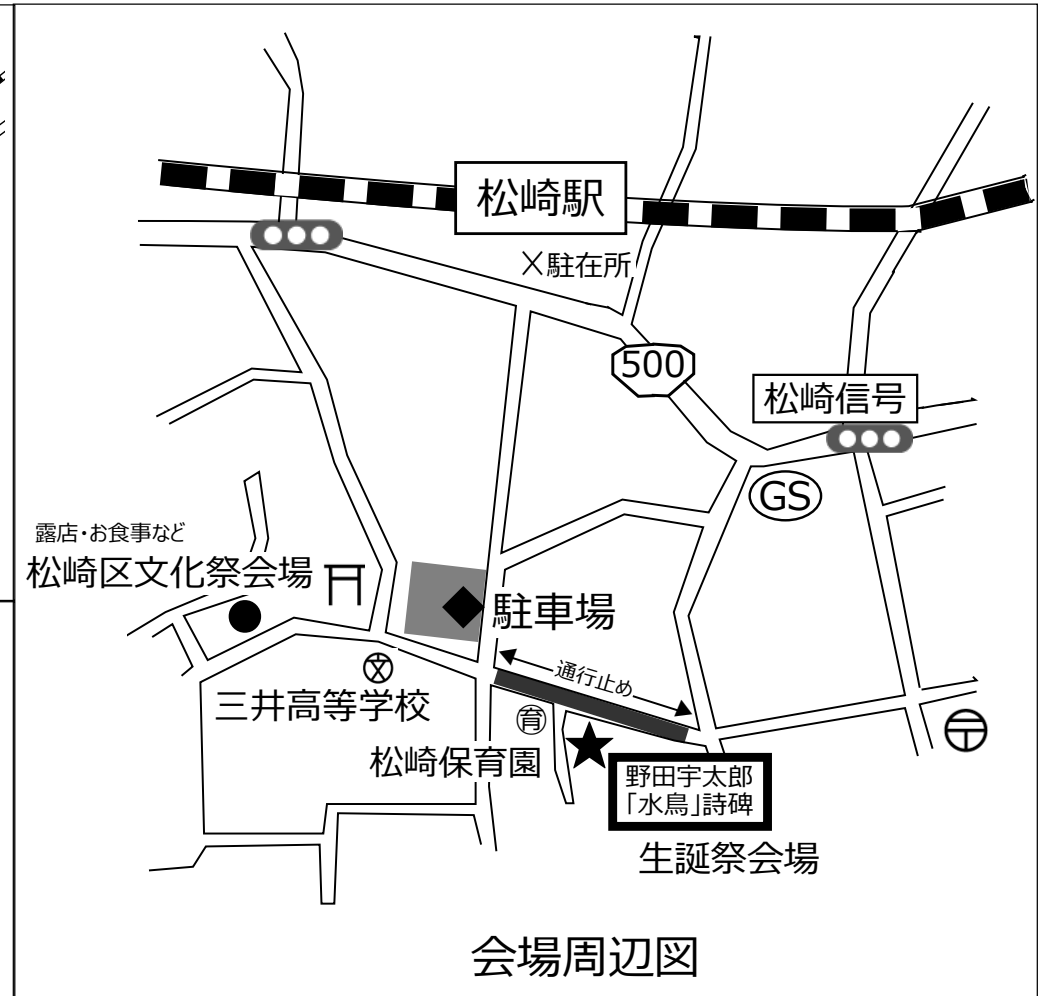 松崎駅
X駐在所
500
松崎信号
GS
露店・お食事など
松崎区文化祭会場
駐車場
通行止め
文
三井高等学校
育
松崎保育園
野田宇太郎
「水鳥」詩碑
生誕祭会場
会場周辺図